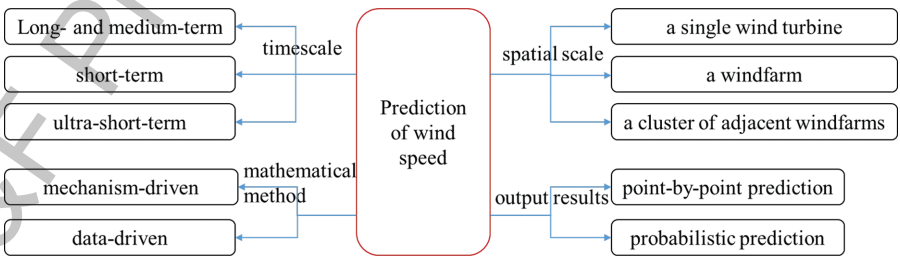 Long- and medium-term
timescale
short-term
ultra-short-term
mathematical
method
mechanism-driven
data-driven
Prediction
of wind
speed
spatial scale
a single wind turbine
a windfarm
a cluster of adjacent windfarms
output results
point-by-point prediction
probabilistic prediction